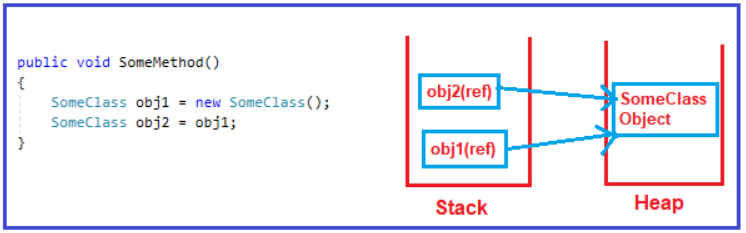 public void SomeMethod()
{
    SomeClass obj1 = new SomeClass();
    SomeClass obj2 = obj1;
}
obj2(ref)
obj1(ref)
Stack
SomeClass
Object
Heap